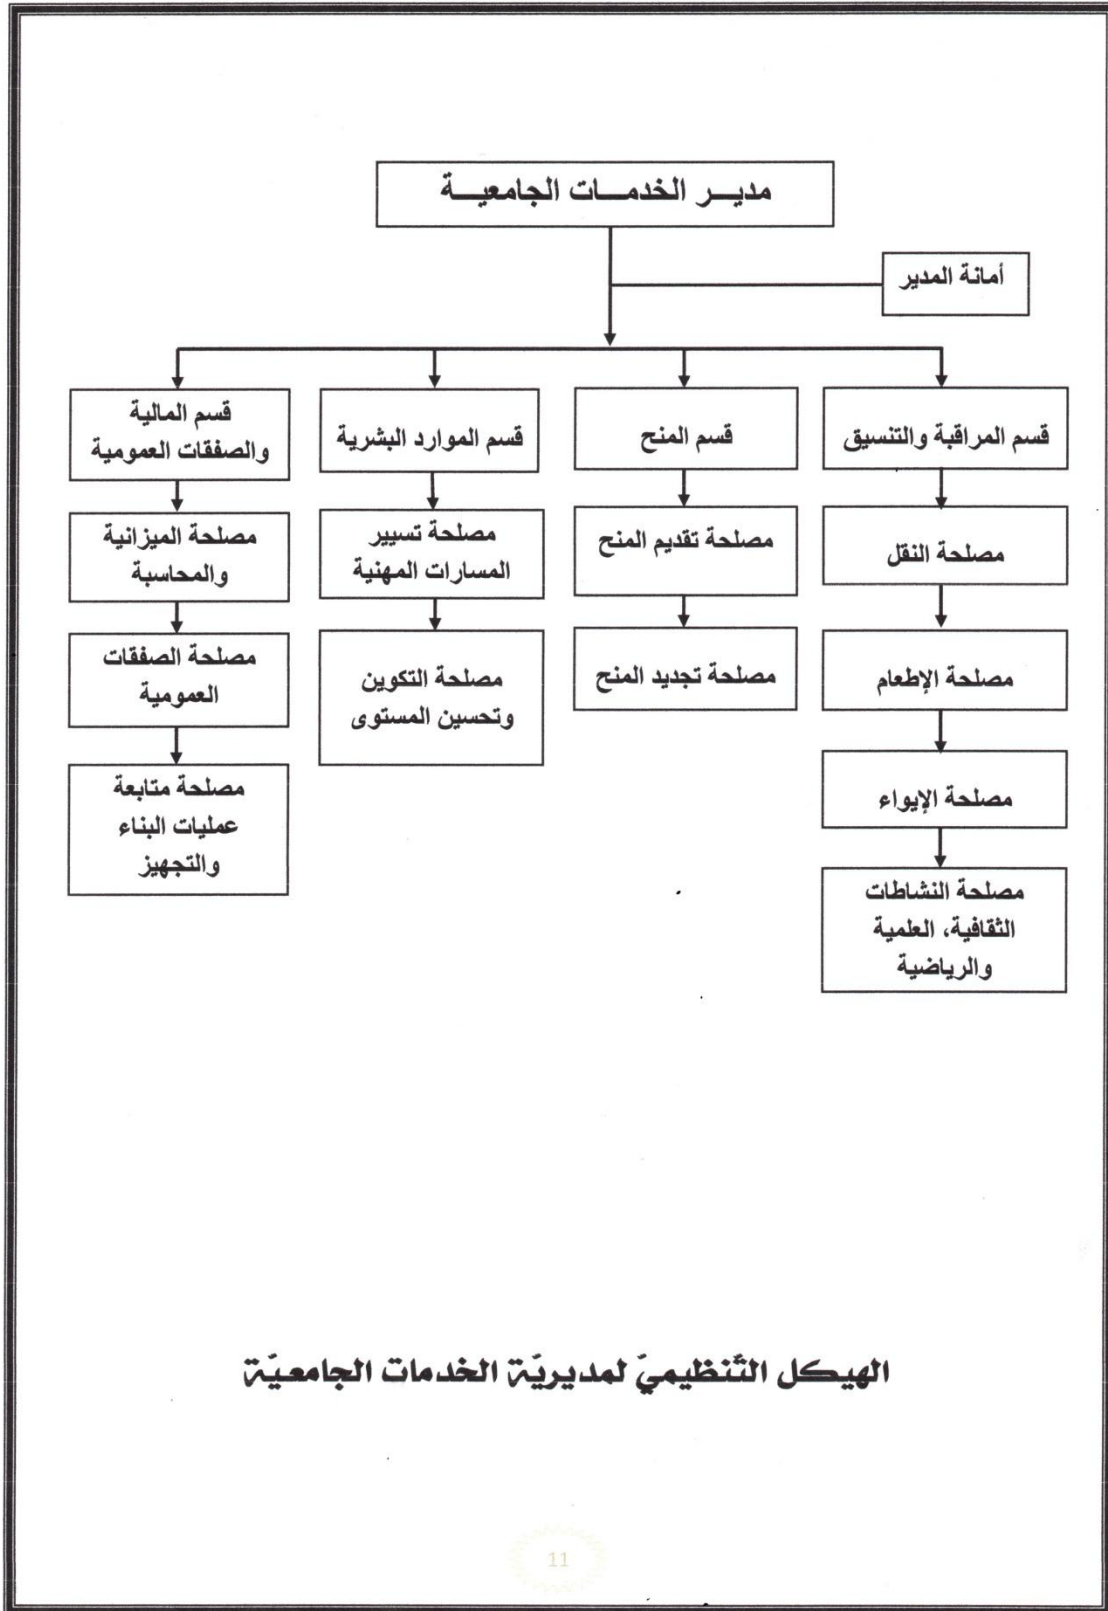 مديـــر الخدمـــات الجامعيـــة
أمانة المدير
قسم المراقبة والتنسيق
قسم المنح
قسم الموارد البشرية
قسم المالية
والصفقات العمومية
مصلحة النقل
مصلحة تقديم المنح
مصلحة تسيير
المسارات المهنية
مصلحة الميزانية
والمحاسبة
مصلحة الإطعام
مصلحة تجديد المنح
مصلحة التكوين
وتحسين المستوى
مصلحة الصفقات
العمومية
مصلحة الإيواء
مصلحة متابعة
عمليات البناء
والتجهيز
مصلحة النشاطات
الثقافية، العلمية
والرياضية
الهيكل التّنظيميّ لمديريّة الخدمات الجامعيّة
11